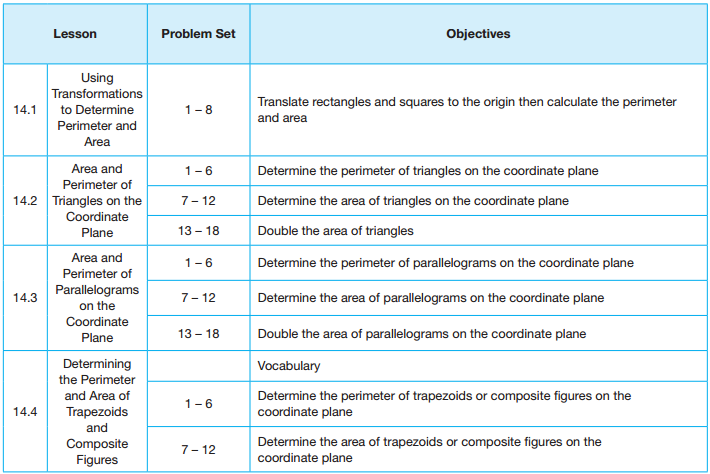 Lesson
Problem Set
Objectives
14.1
Using
Transformations
to Determine
Perimeter and
Area
1 – 8
Translate rectangles and squares to the origin then calculate the perimeter
and area
14.2
Area and
Perimeter of
Triangles on the
Coordinate
Plane
1 – 6
Determine the perimeter of triangles on the coordinate plane
7 – 12
Determine the area of triangles on the coordinate plane
13 – 18
Double the area of triangles
14.3
Area and
Perimeter of
Parallelograms
on the
Coordinate
Plane
1 – 6
Determine the perimeter of parallelograms on the coordinate plane
7 – 12
Determine the area of parallelograms on the coordinate plane
13 – 18
Double the area of parallelograms on the coordinate plane
14.4
Determining
the Perimeter
and Area of
Trapezoids
and
Composite
Figures
Vocabulary
1 – 6
Determine the perimeter of trapezoids or composite figures on the
coordinate plane
7 – 12
Determine the area of trapezoids or composite figures on the
coordinate plane